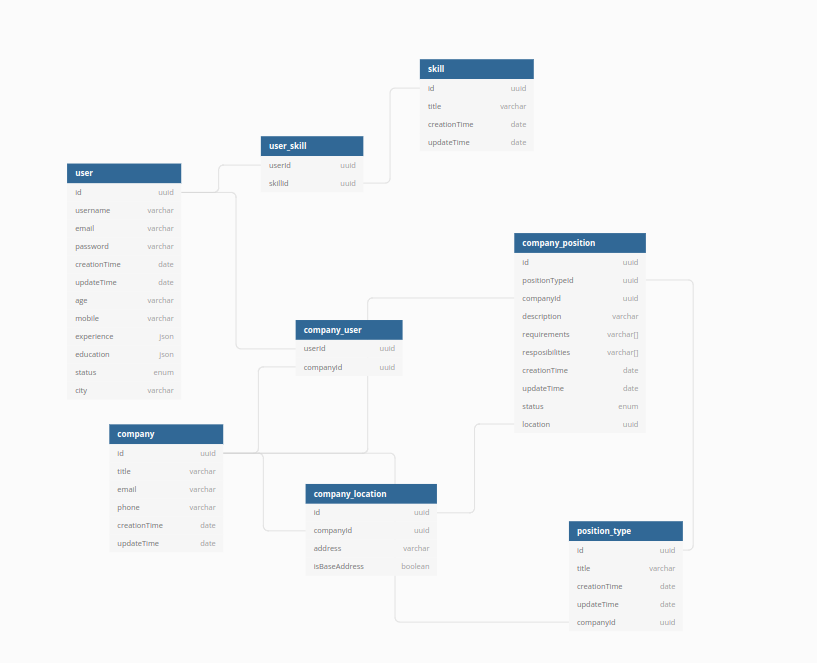 skill
id uuid
title varchar
creationTime date
updateTime date
user_skill
userId uuid
skillId uuid
user
id uuid
username varchar
email varchar
password varchar
creationTime date
updateTime date
age varchar
mobile varchar
experience json
education json
status enum
city varchar
company_position
id uuid
positionTypeId uuid
companyId uuid
description varchar
requirements varchar[]
resposibilities varchar[]
creationTime date
updateTime date
status enum
location uuid
company_user
userId uuid
companyId uuid
company
id uuid
title varchar
email varchar
phone varchar
creationTime date
updateTime date
company_location
id uuid
companyId uuid
address varchar
isBaseAddress boolean
position_type
id uuid
title varchar
creationTime date
updateTime date
companyId uuid